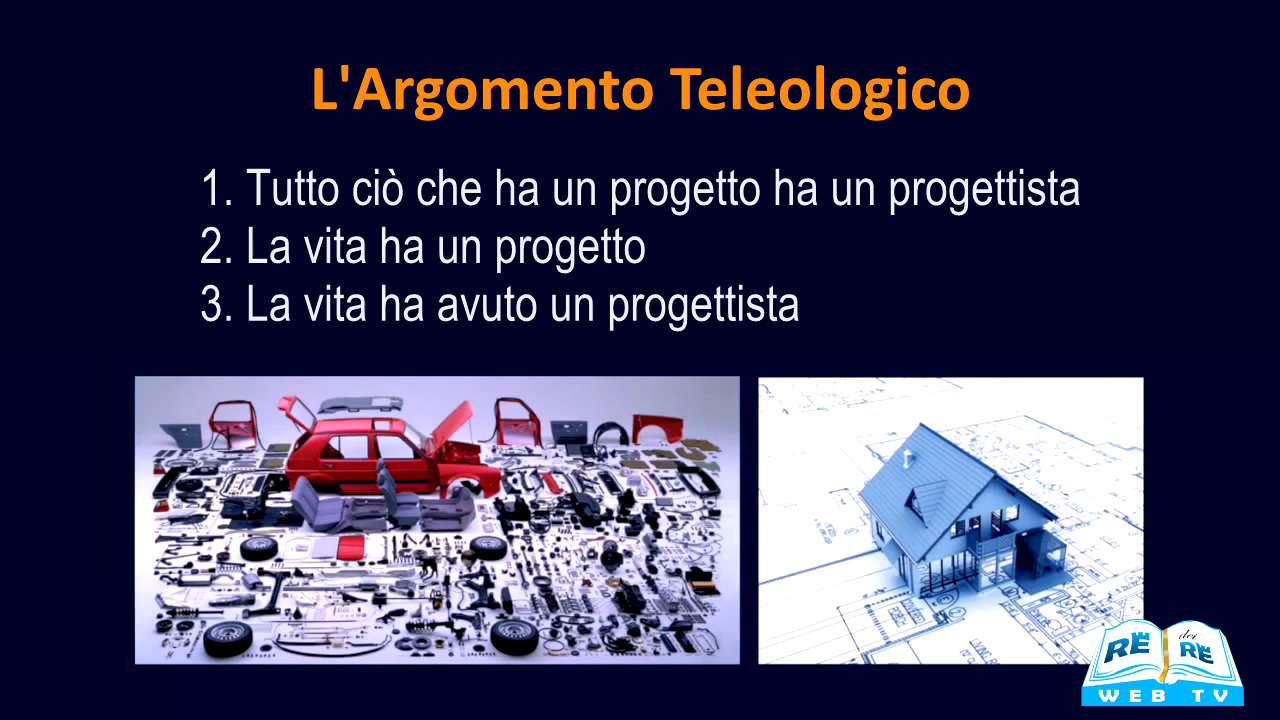 L'Argomento Teleologico
1. Tutto ciò che ha un progetto ha un progettista
2. La vita ha un progetto
3. La vita ha avuto un progettista
RE dei RE
WEB TV